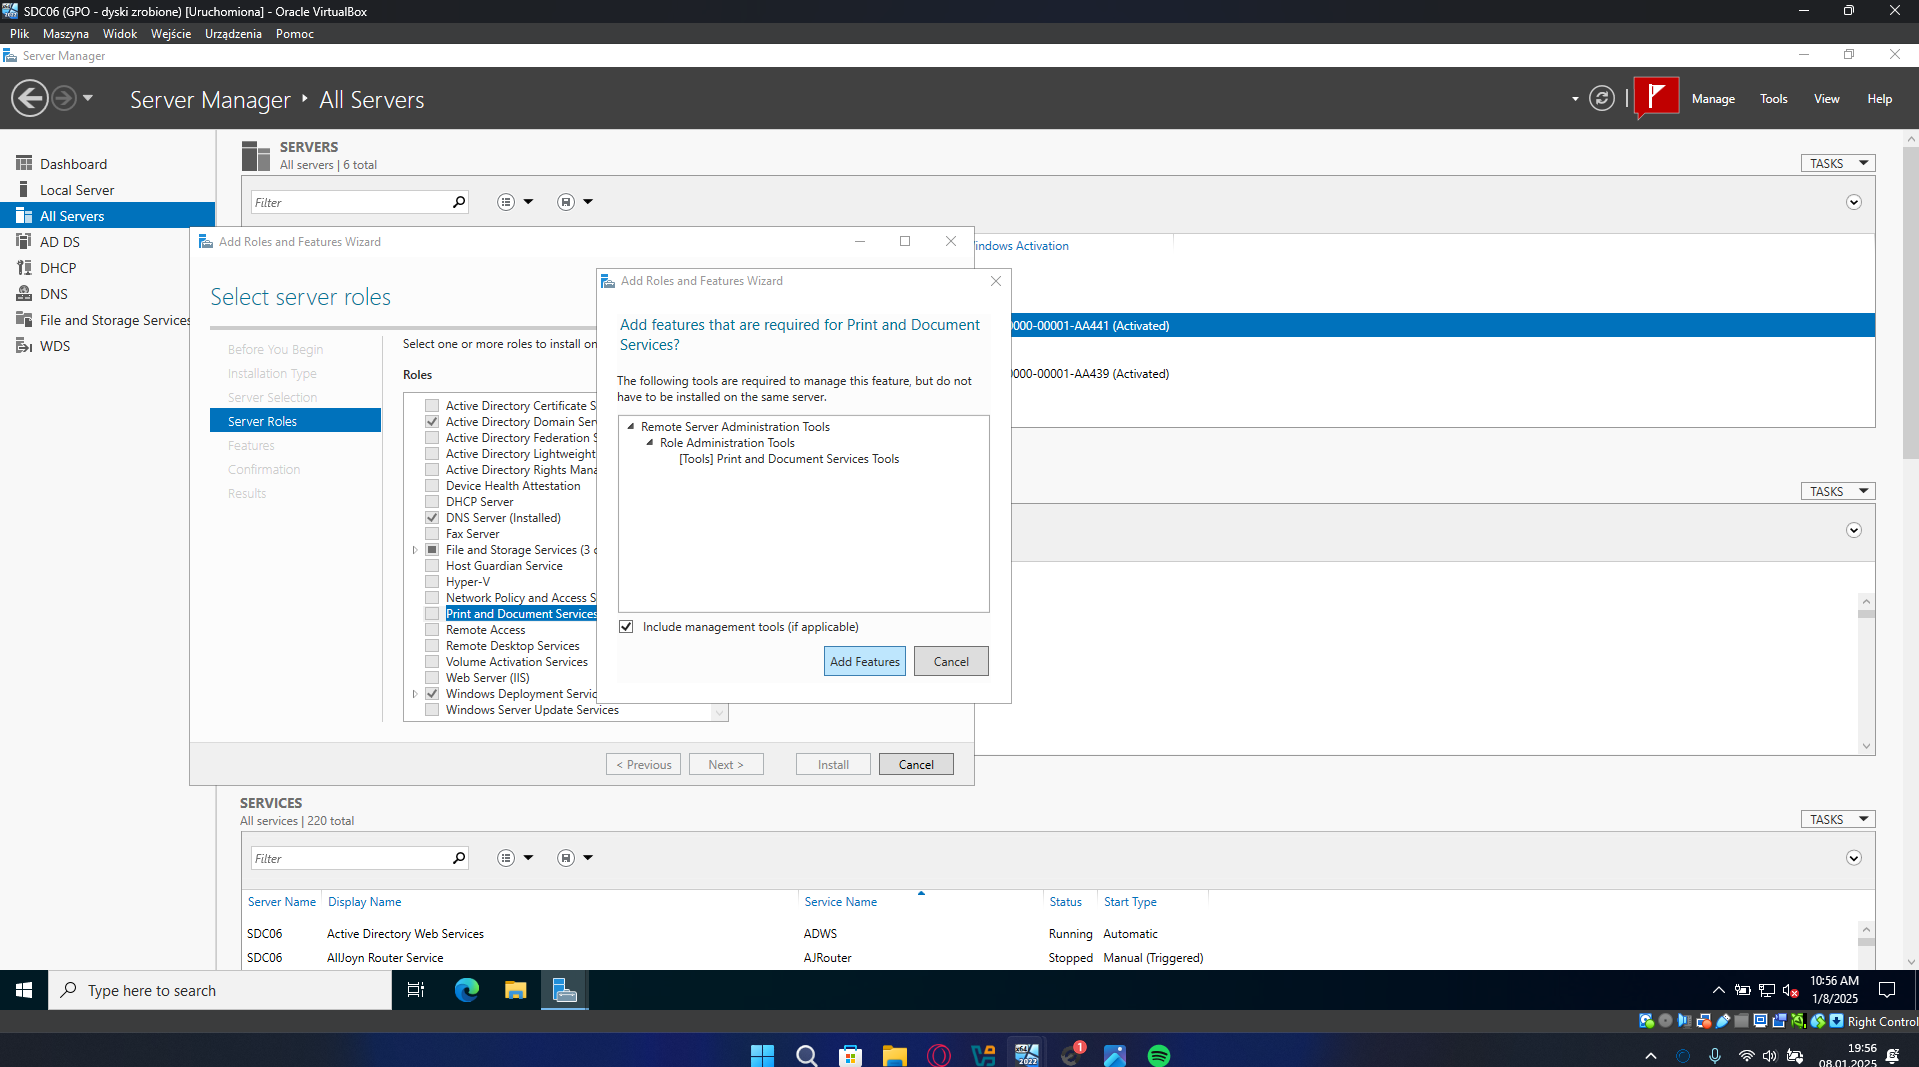 SDC06 (GPO - dyski zrobione) [Uruchomiona] - Oracle VirtualBox
Plik Maszyna Widok Wejście Urządzenia Pomoc
Server Manager
Server Manager All Servers
Manage Tools View Help
Dashboard
Local Server
All Servers
AD DS
DHCP
DNS
File and Storage Services
WDS
SERVERS
All servers | 6 total
TASKS
Filter
indows Activation
000-00001-AA441 (Activated)
000-00001-AA439 (Activated)
TASKS
Add Roles and Features Wizard
Select server roles
Before You Begin
Installation Type
Server Selection
Server Roles
Features
Confirmation
Results
Select one or more roles to install on
Roles
Active Directory Certificate S
Active Directory Domain Ser
Active Directory Federation S
Active Directory Lightweight
Active Directory Rights Mana
Device Health Attestation
DHCP Server
DNS Server (Installed)
Fax Server
File and Storage Services (3
Host Guardian Service
Hyper-V
Network Policy and Access S
Print and Document Services
Remote Access
Remote Desktop Services
Volume Activation Services
Web Server (IIS)
Windows Deployment Servic
Windows Server Update Services
< Previous Next > Install Cancel
Add Roles and Features Wizard
Add features that are required for Print and Document
Services?
The following tools are required to manage this feature, but do not
have to be installed on the same server.
Remote Server Administration Tools
Role Administration Tools
[Tools] Print and Document Services Tools
Include management tools (if applicable)
Add Features Cancel
SERVICES
All services | 220 total
TASKS
Filter
Server Name Display Name Service Name Status Start Type
SDC06 Active Directory Web Services ADWS Running Automatic
SDC06 AllJoyn Router Service AJRouter Stopped Manual (Triggered)
Type here to search
10:56 AM
1/8/2025
Right Control
2022
1
19:56
08.01.2025